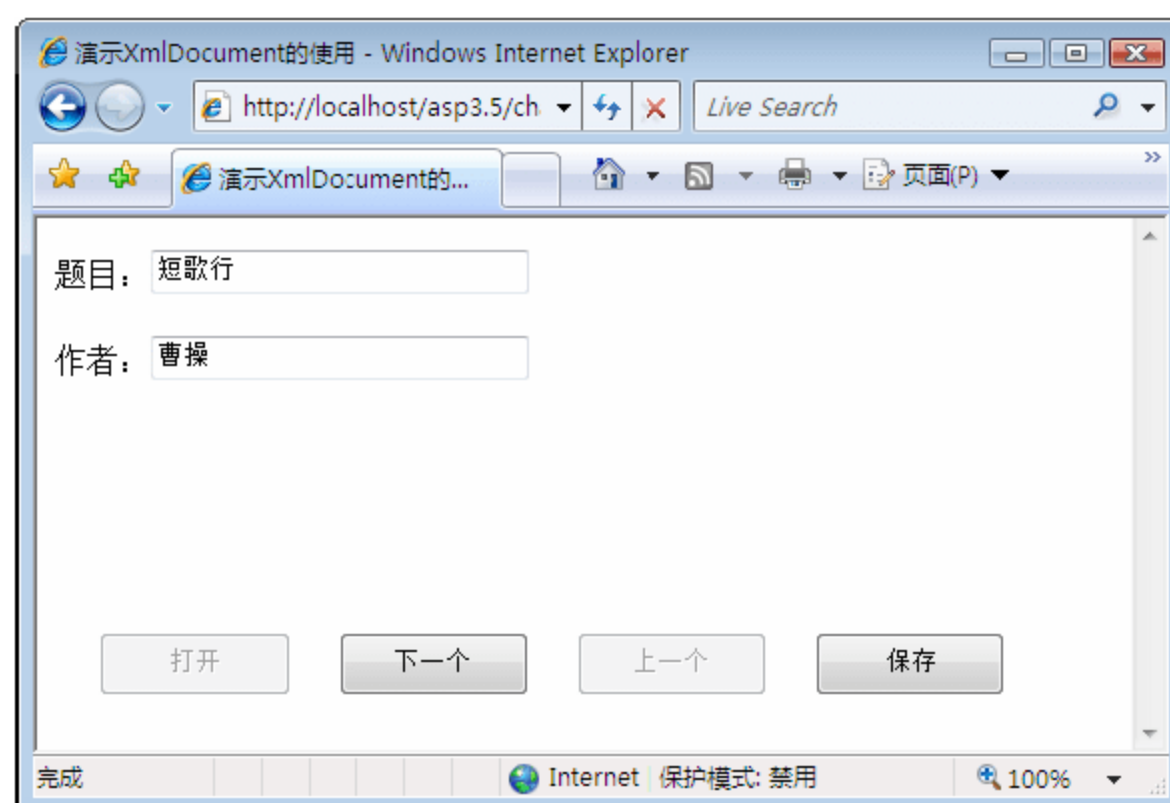 演示XmlDocument的使用 - Windows Internet Explorer
http://localhost/asp3.5/ch
Live Search
演示XmlDocument的...
页面(P)
题目：短歌行
作者：曹操
打开 下一个 上一个 保存
完成 Internet 保护模式: 禁用 100%